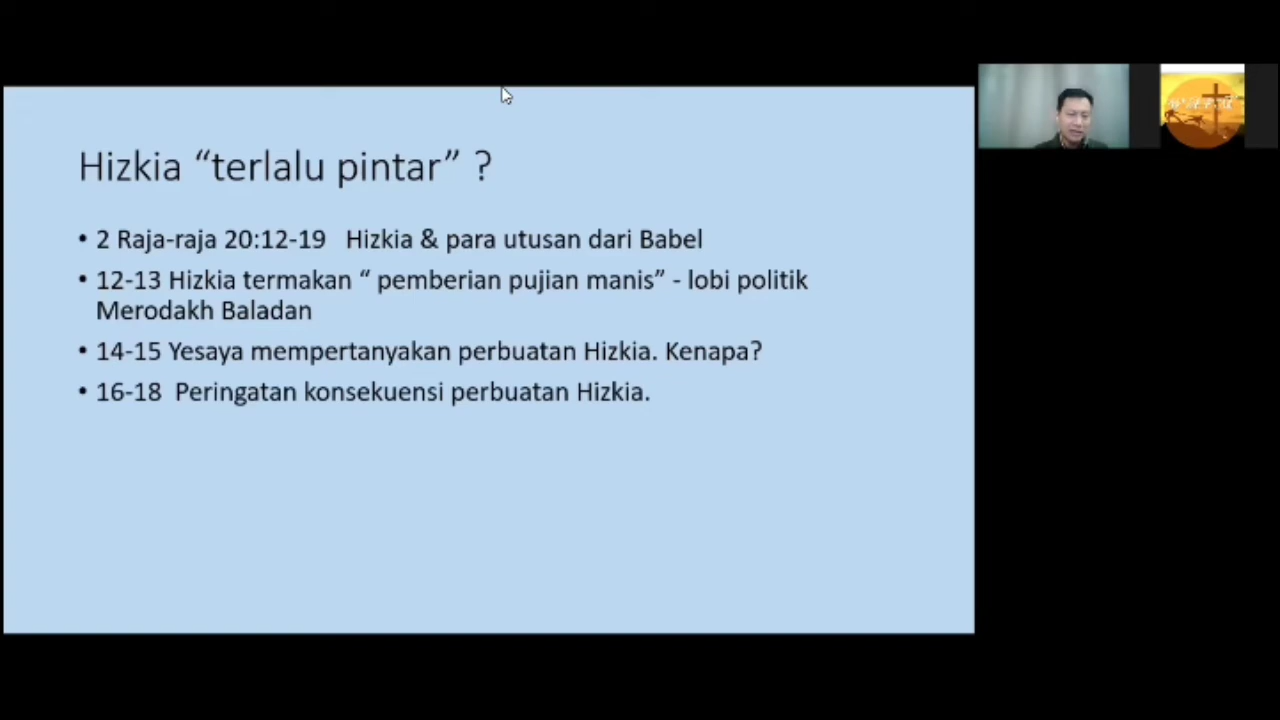 Hizkia “terlalu pintar” ?
• 2 Raja-raja 20:12-19 Hizkia & para utusan dari Babel
• 12-13 Hizkia termakan “ pemberian pujian manis” - lobi politik
Merodakh Baladan
• 14-15 Yesaya mempertanyakan perbuatan Hizkia. Kenapa?
• 16-18 Peringatan konsekuensi perbuatan Hizkia.